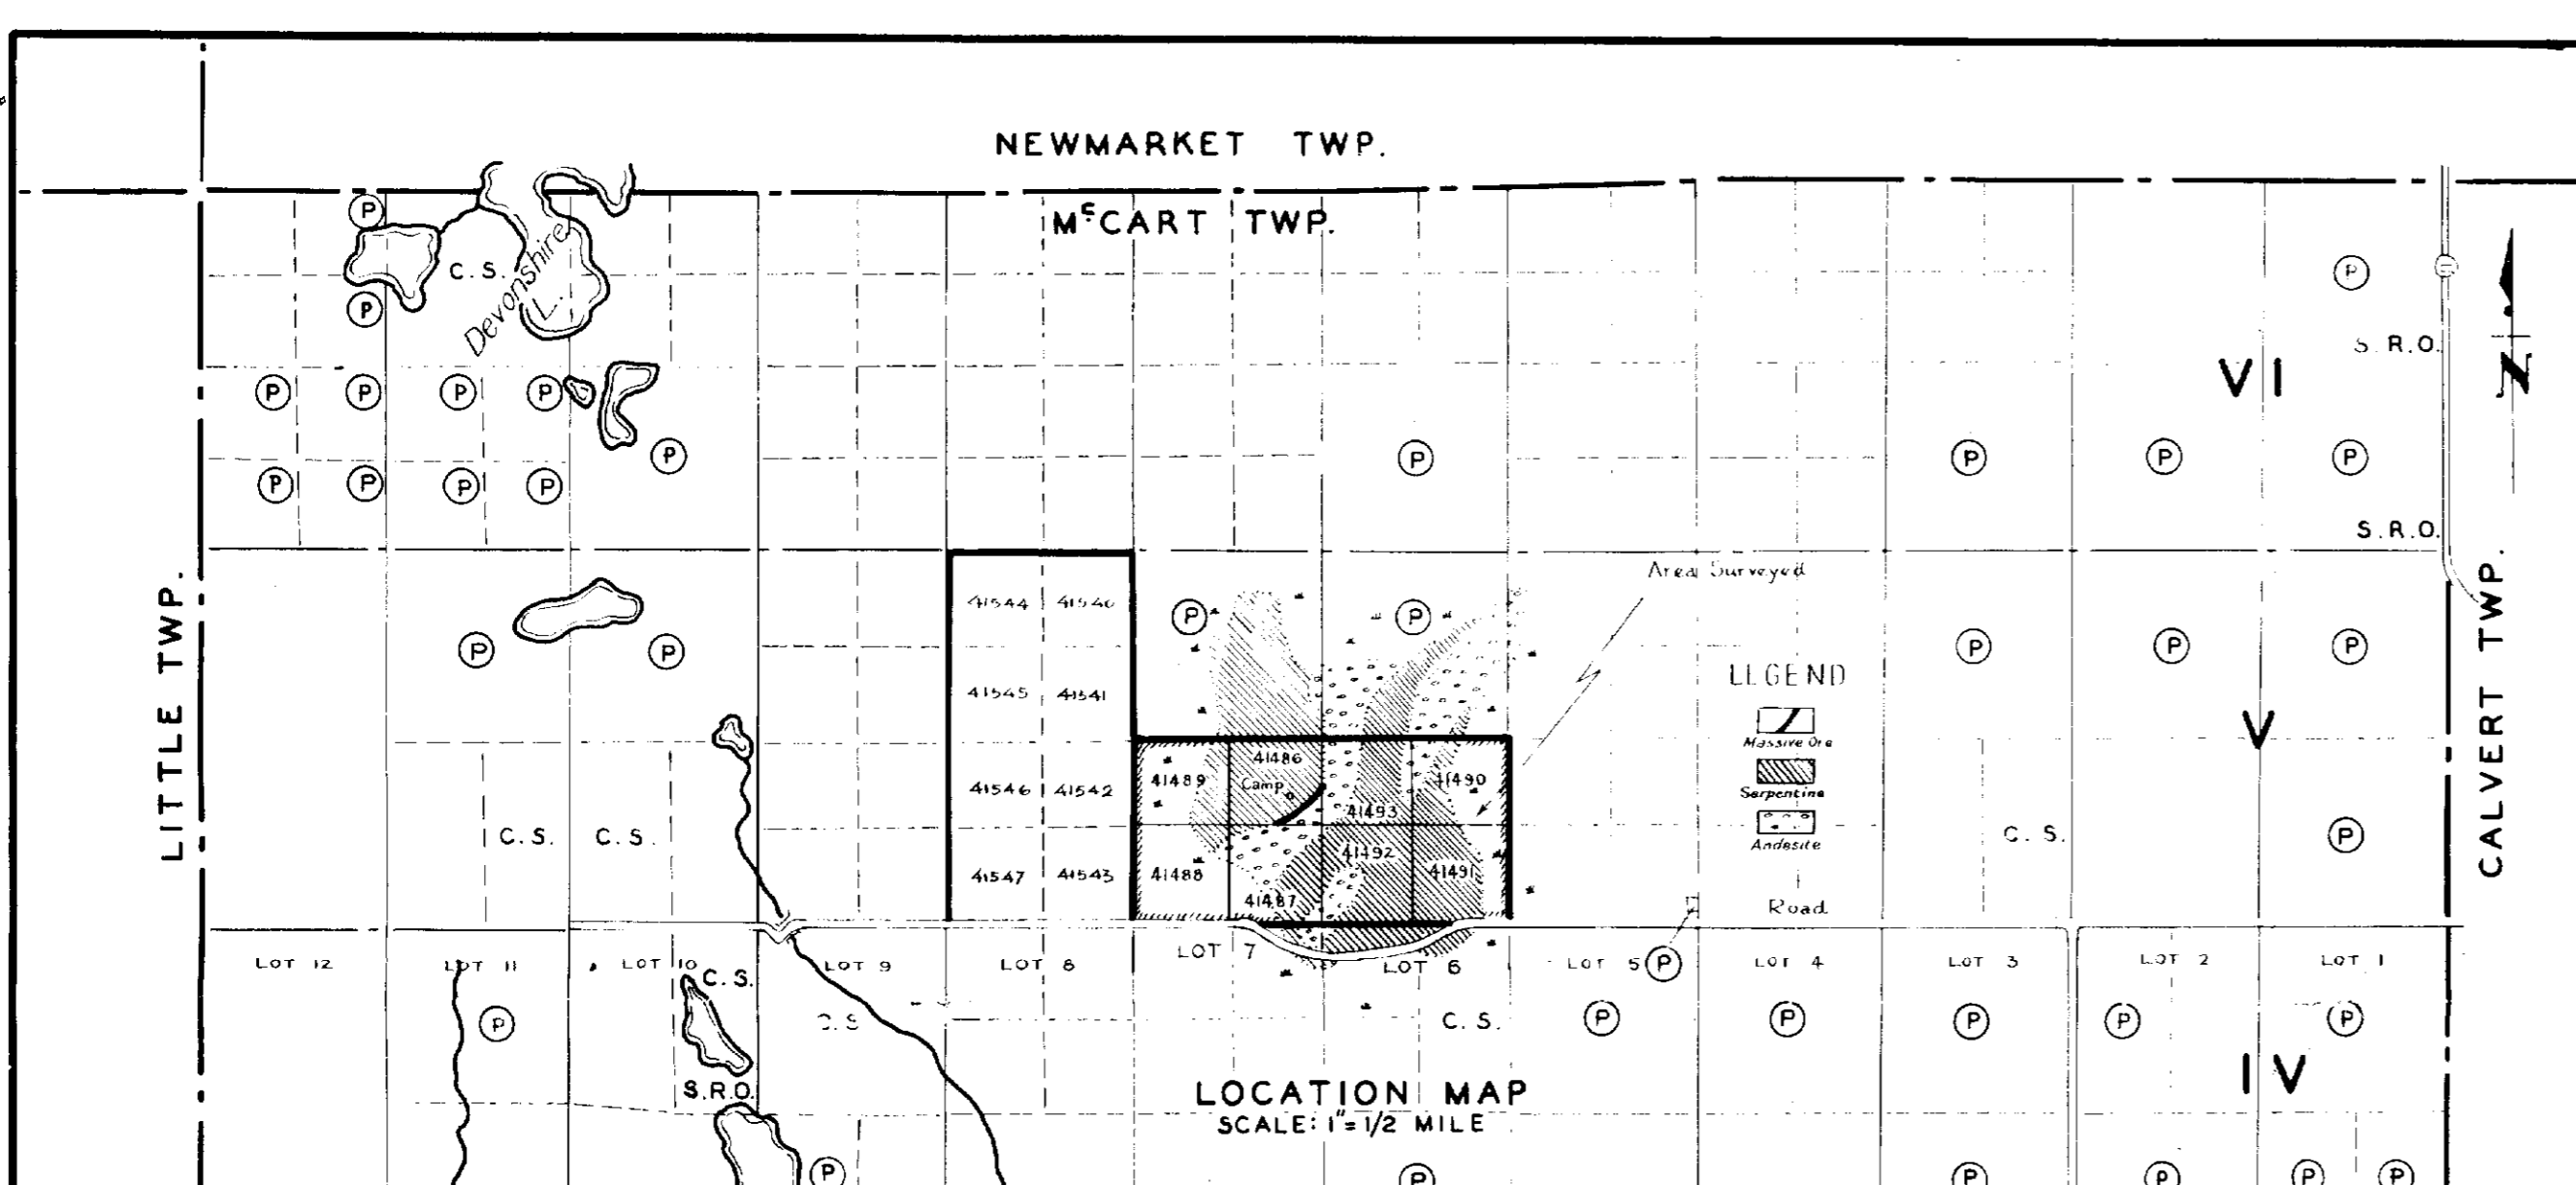 NEWMARKET TWP.
McCART TWP.
P
C. S.
Devonshire L.
P
P
S. R. O.
VI
N
P P P P
P
P
P
P
P
P P P P
S.R.O.
Area Surveyed
LITTLE TWP.
CALVERT TWP.
41544 41540
P
P
P
P
P
P
P
41545 41541
LEGEND
Massive Ore
Serpentine
Andesite
V
41489
41486
Camp
41490
41546 41542
41493
C. S. C. S.
C. S.
P
41492
41547 41543
41488
41491
41487
Road
LOT 12 LOT 11 LOT 10 LOT 9 LOT 8 LOT 7 LOT 6 LOT 5 P LOT 4 LOT 3 LOT 2 LOT 1
C. S.
P
C. S.
C. S.
P
P
P
P
P
IV
S.R.O.
LOCATION MAP
SCALE: 1"=1/2 MILE
P
P
P
P
P
P